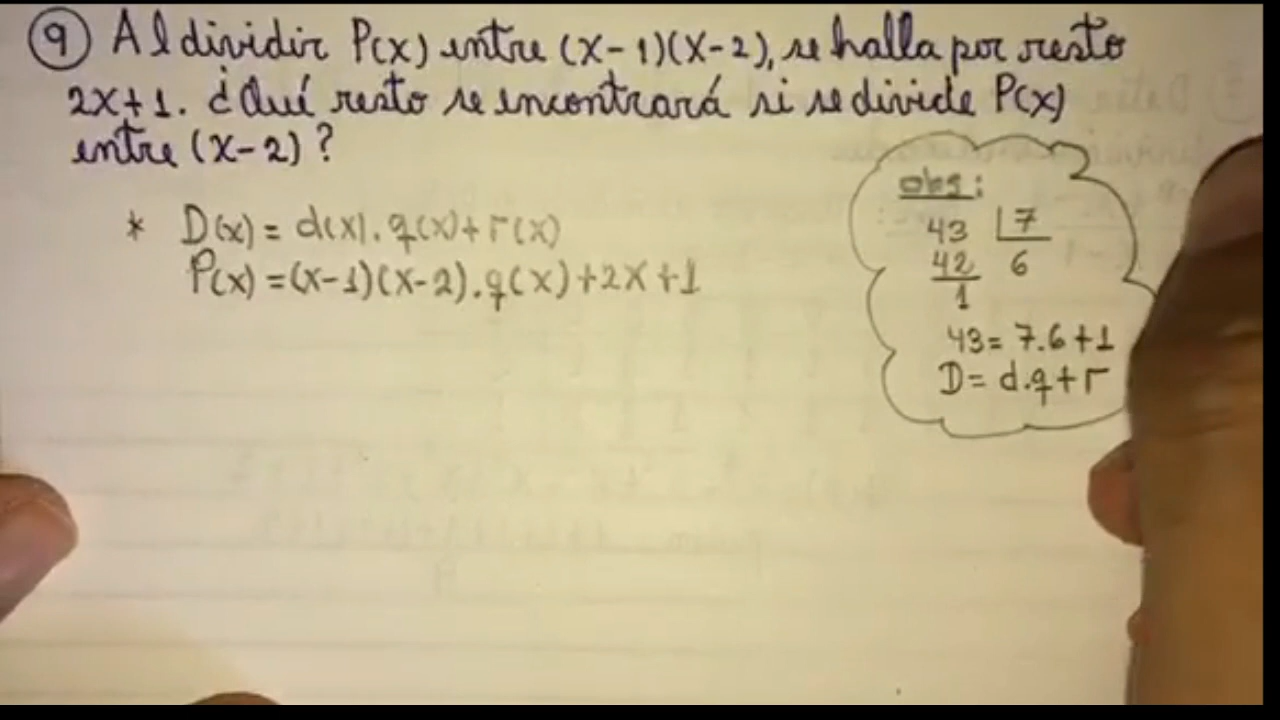 9 Al dividir P(x) entre (x-1)(x-2), se halla por resto
2x+1. ¿Qué resto se encontrará si se divide P(x)
entre (x-2)?
* D(x)= d(x).q(x)+r(x)
P(x)=(x-1)(x-2).q(x)+2x+1
obs:
43 7
42 6
1
43= 7.6+1
D= d.q+r